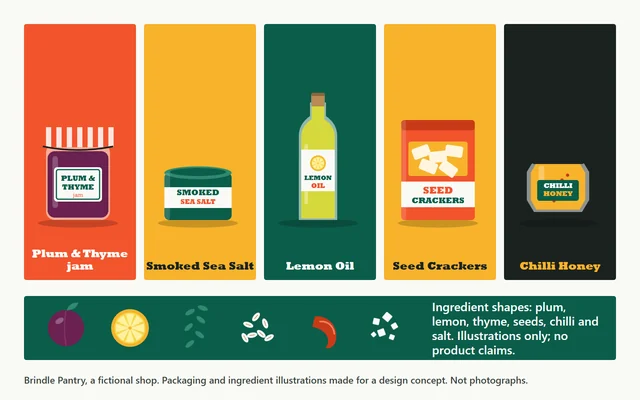 PLUM &
THYME
jam
SMOKED
SEA SALT
LEMON
OIL
SEED
CRACKERS
CHILLI
HONEY
Plum & Thyme
jam
Smoked Sea Salt
Lemon Oil
Seed Crackers
Chilli Honey
Ingredient shapes: plum,
lemon, thyme, seeds, chilli and
salt. Illustrations only; no
product claims.
Brindle Pantry, a fictional shop. Packaging and ingredient illustrations made for a design concept. Not photographs.